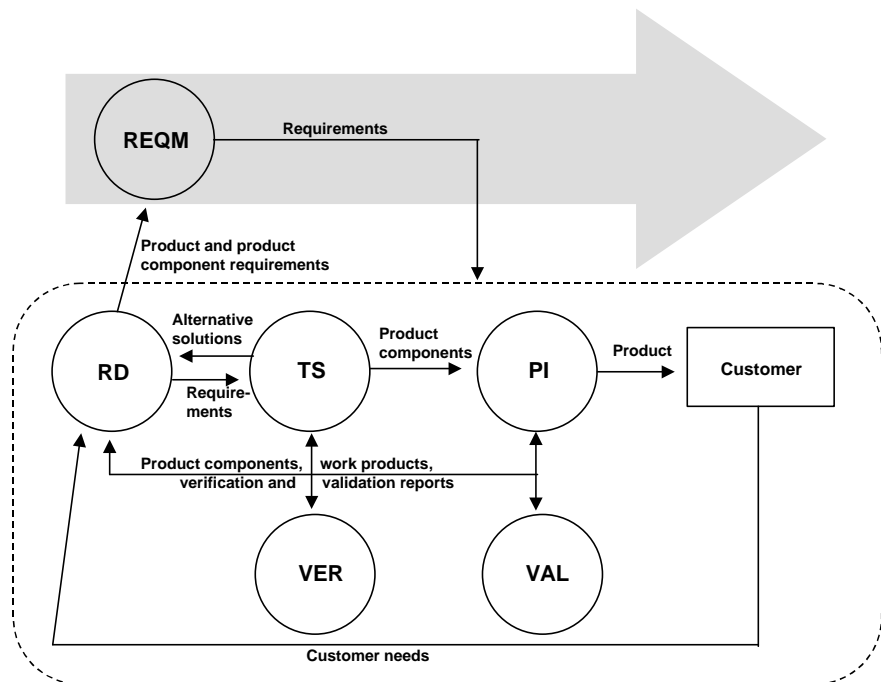 REQM
Requirements
Product and product
component requirements
Alternative
solutions
Product
components
Product
RD
TS
PI
Customer
Require-
ments
Product components,
work products,
verification and
validation reports
VER
VAL
Customer needs